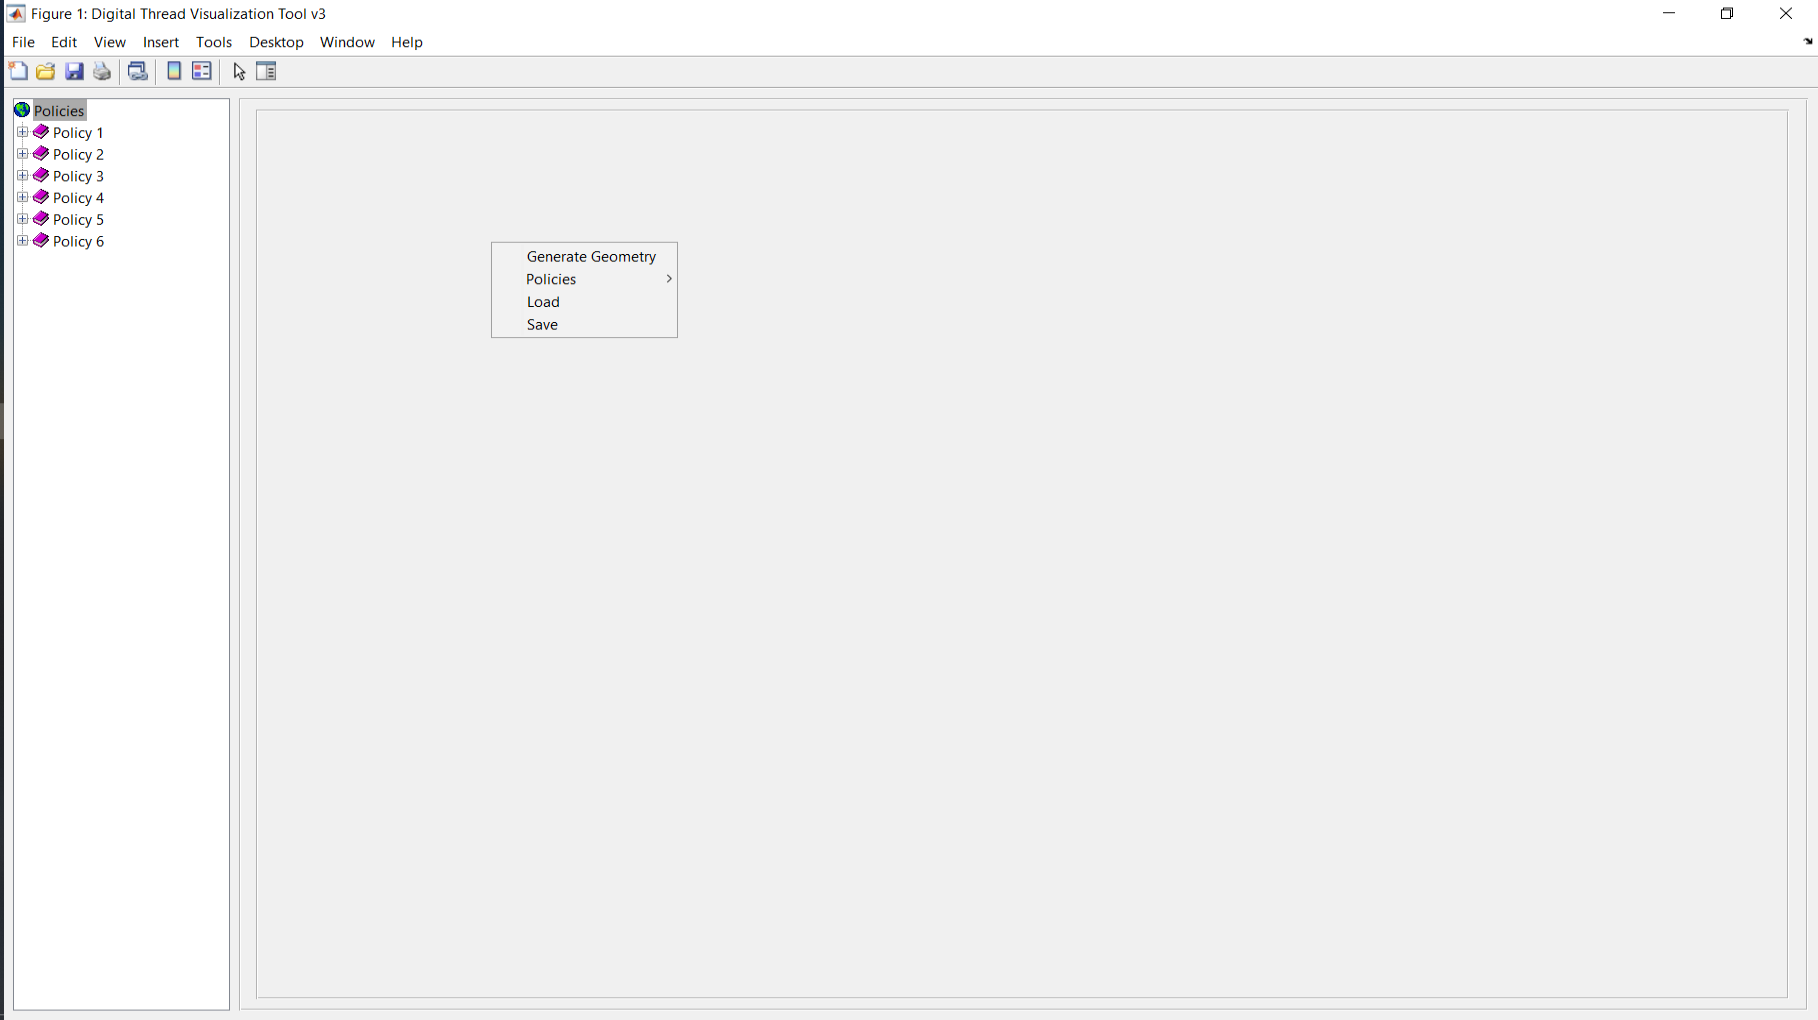 Figure 1: Digital Thread Visualization Tool v3
File Edit View Insert Tools Desktop Window Help
Policies
Policy 1
Policy 2
Policy 3
Policy 4
Policy 5
Policy 6
Generate Geometry
Policies
Load
Save